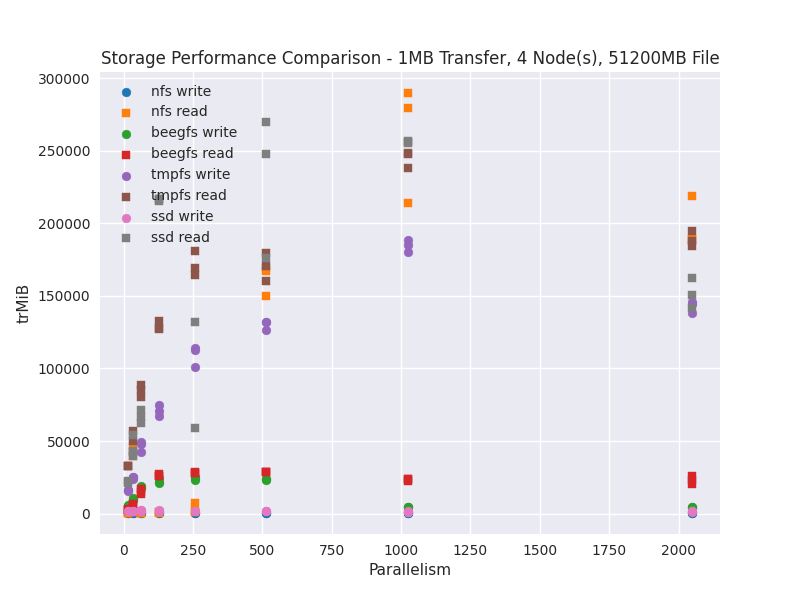 Storage Performance Comparison - 1MB Transfer, 4 Node(s), 51200MB File
300000
250000
200000
150000
100000
50000
0
trMiB
nfs write
nfs read
beegfs write
beegfs read
tmpfs write
tmpfs read
ssd write
ssd read
0 250 500 750 1000 1250 1500 1750 2000
Parallelism